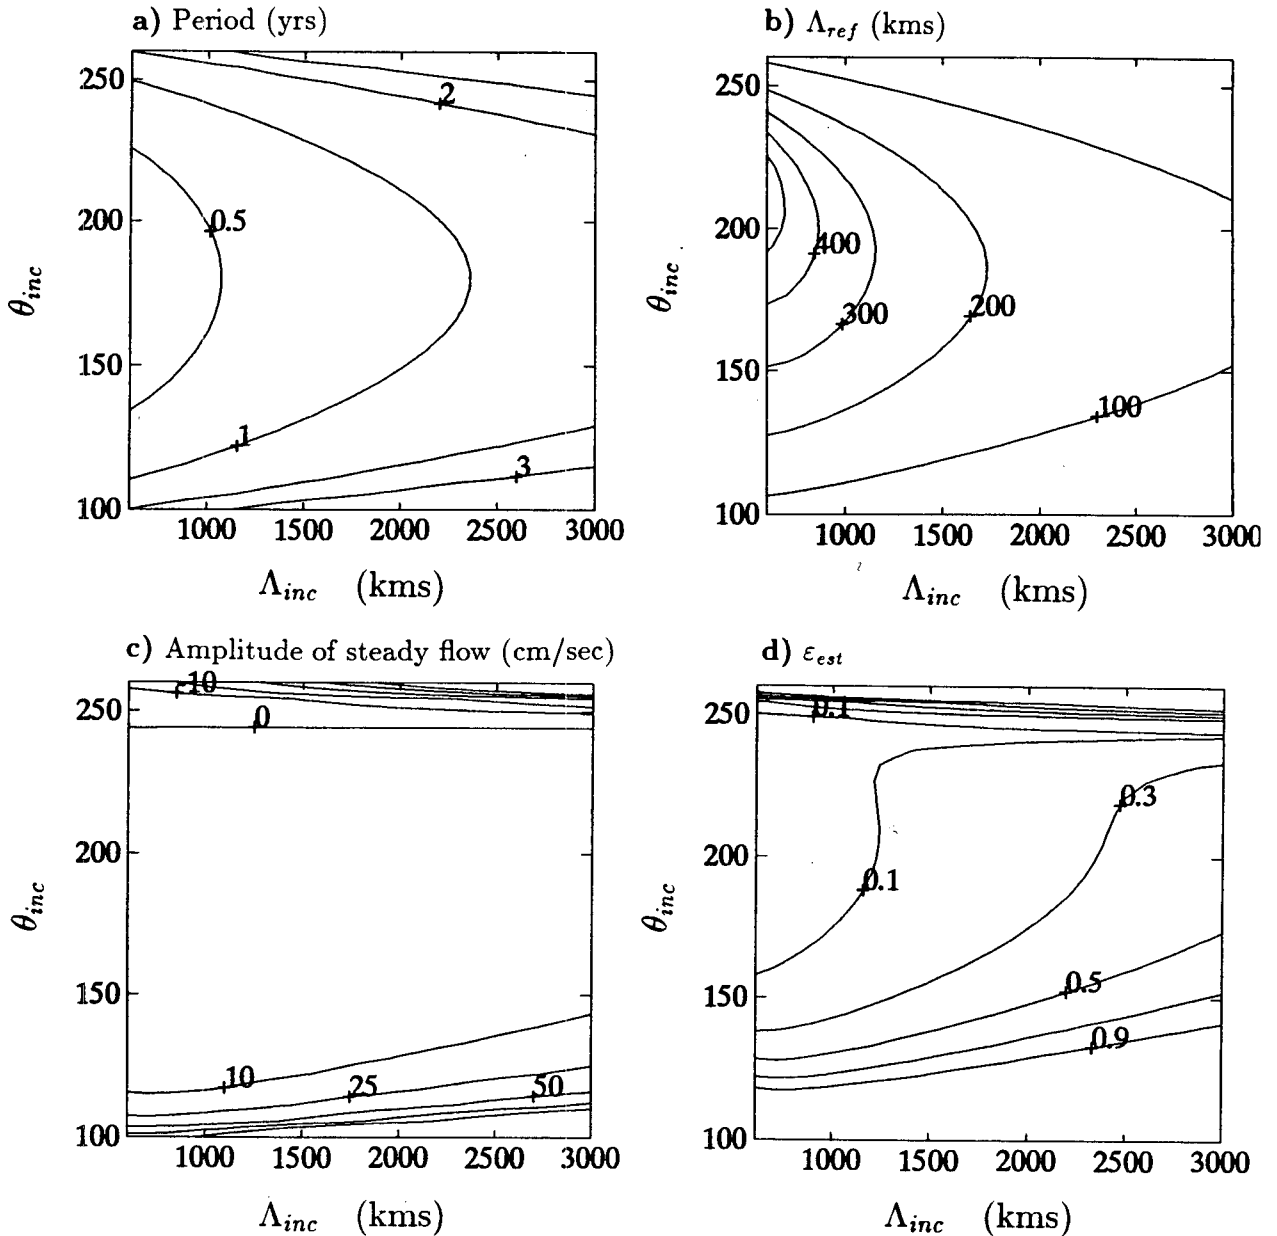 a) Period (yrs)
250
200
150
100
θinc
2
0.5
1
3
1000 1500 2000 2500 3000
Λinc (kms)
b) Λref (kms)
250
200
150
100
θinc
400
300
200
100
1000 1500 2000 2500 3000
Λinc (kms)
c) Amplitude of steady flow (cm/sec)
250
200
150
100
θinc
-10
0
10
25
50
1000 1500 2000 2500 3000
Λinc (kms)
d) εest
250
200
150
100
θinc
0.1
0.3
0.1
0.5
0.9
1000 1500 2000 2500 3000
Λinc (kms)